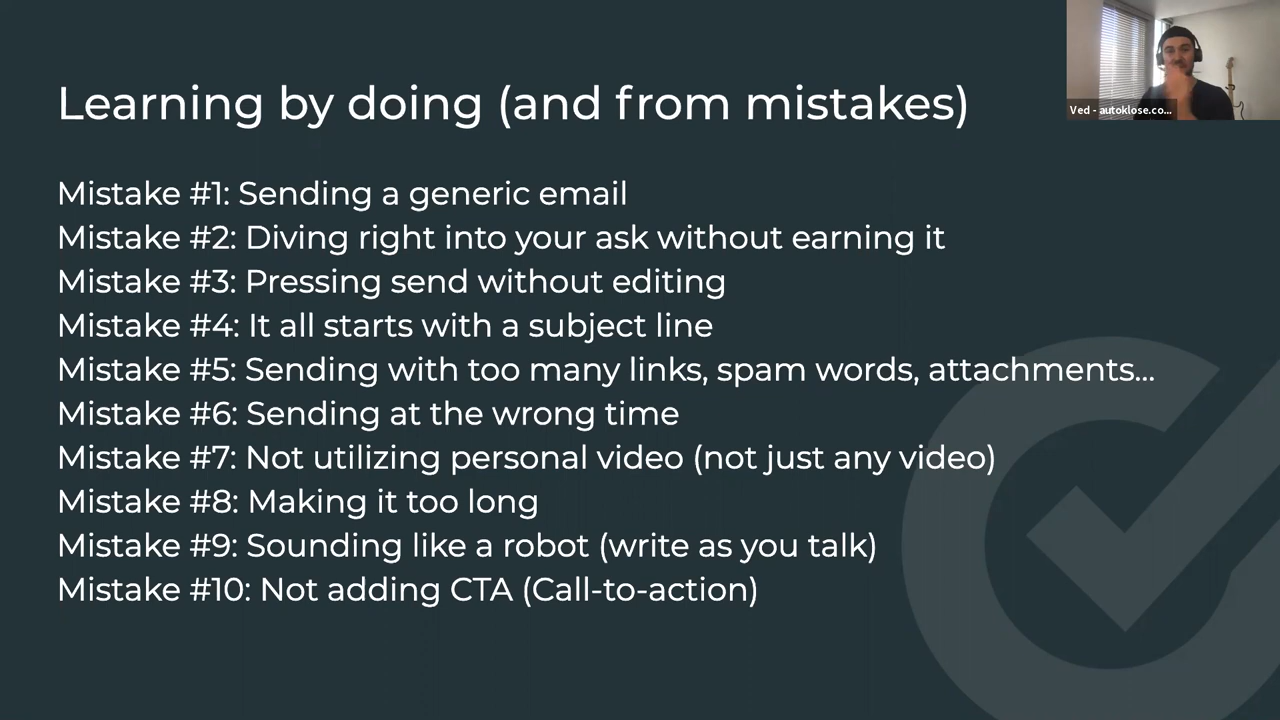 Learning by doing (and from mistakes)
Ved - autoklose.co...
Mistake #1: Sending a generic email
Mistake #2: Diving right into your ask without earning it
Mistake #3: Pressing send without editing
Mistake #4: It all starts with a subject line
Mistake #5: Sending with too many links, spam words, attachments...
Mistake #6: Sending at the wrong time
Mistake #7: Not utilizing personal video (not just any video)
Mistake #8: Making it too long
Mistake #9: Sounding like a robot (write as you talk)
Mistake #10: Not adding CTA (Call-to-action)